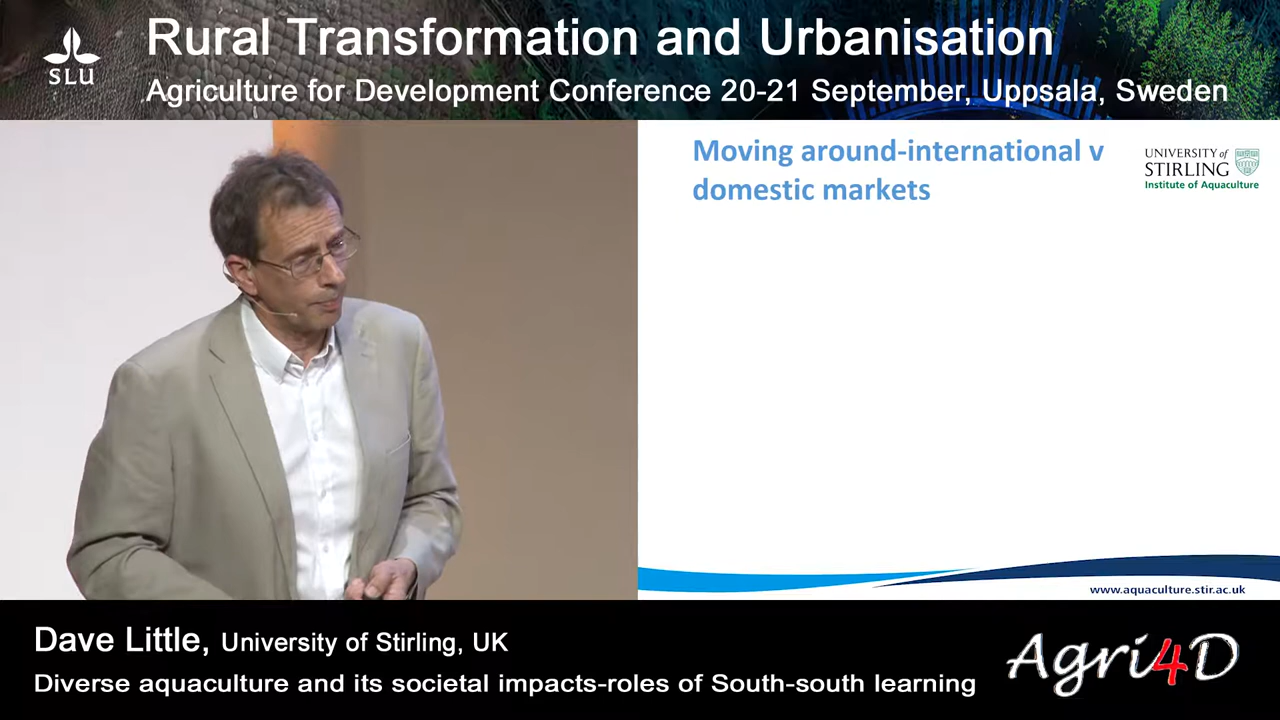 SLU
Rural Transformation and Urbanisation
Agriculture for Development Conference 20-21 September, Uppsala, Sweden
Moving around-international v
domestic markets
UNIVERSITY of
STIRLING
Institute of Aquaculture
www.aquaculture.stir.ac.uk
Dave Little, University of Stirling, UK
Diverse aquaculture and its societal impacts-roles of South-south learning
Agri4D